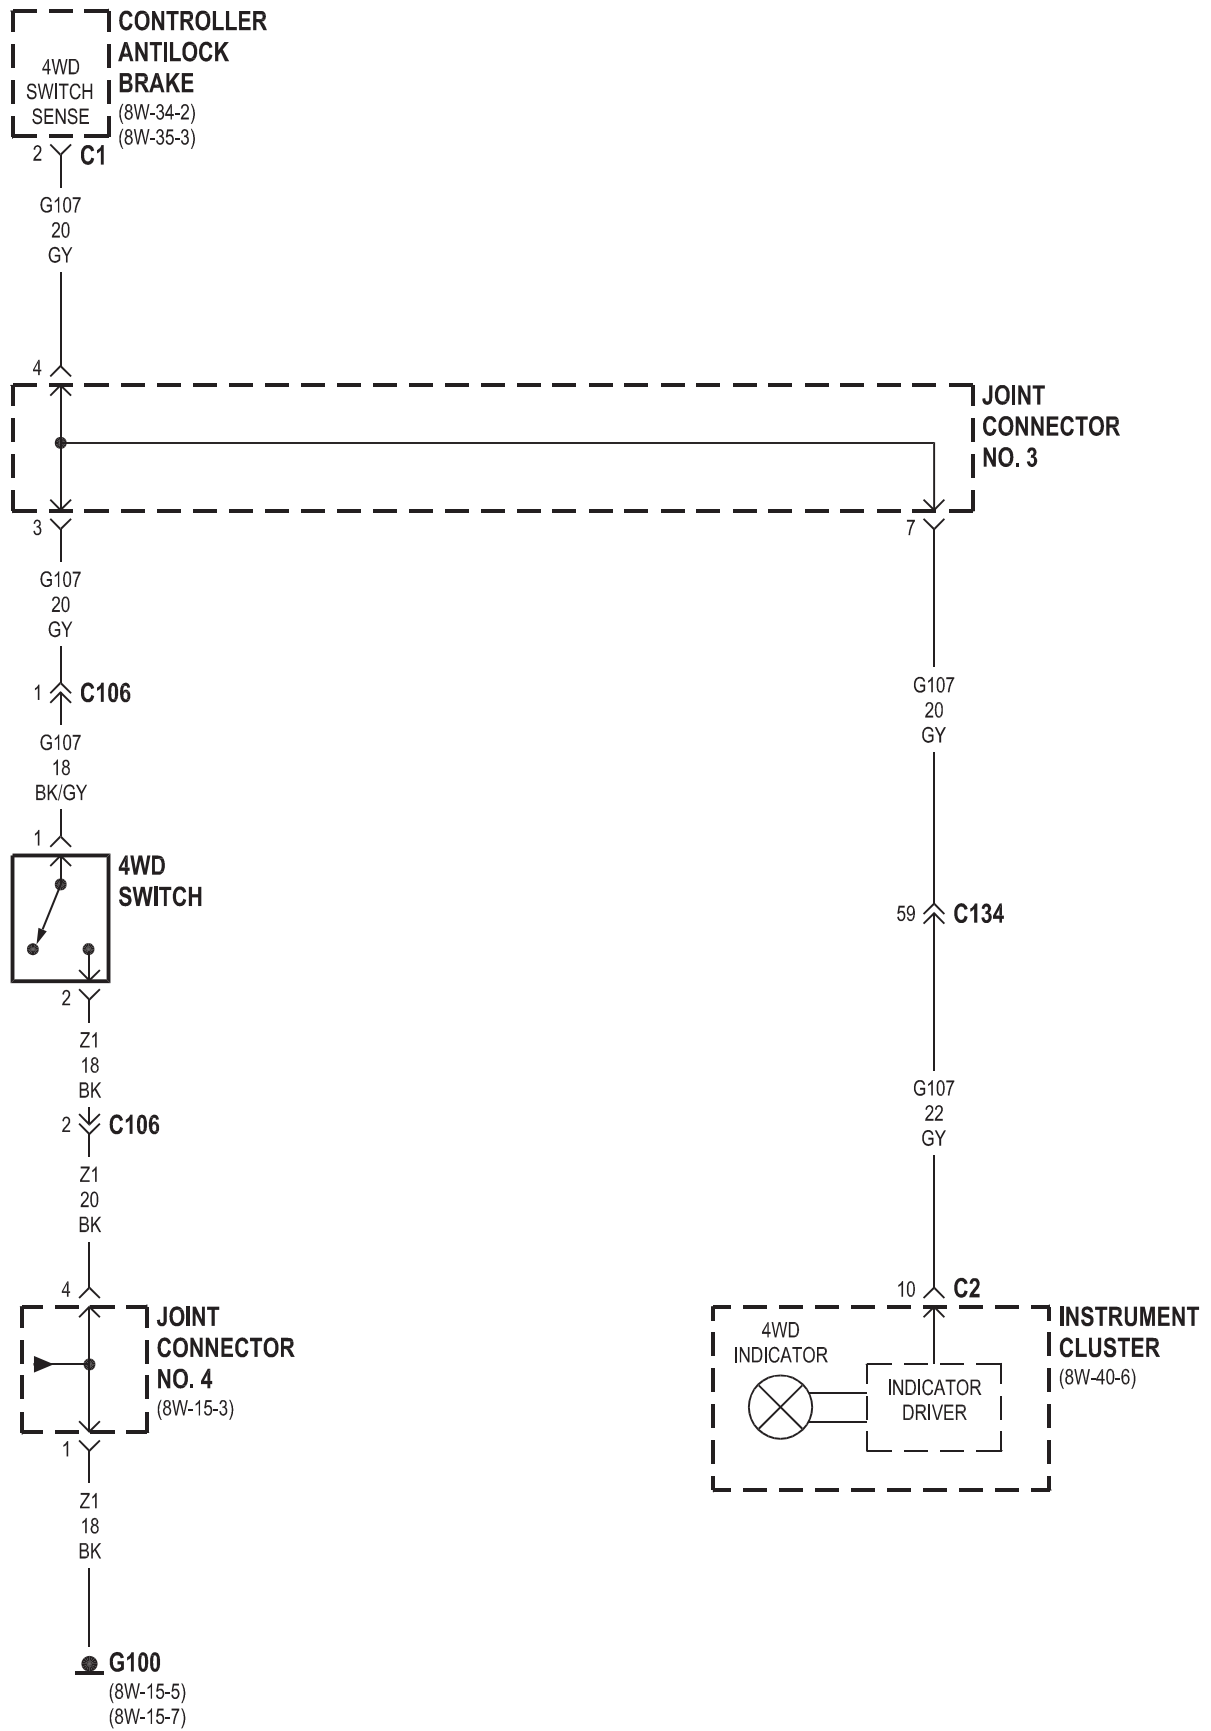 CONTROLLER
ANTILOCK
BRAKE
(8W-34-2)
(8W-35-3)
4WD
SWITCH
SENSE
2
C1
G107
20
GY
4
JOINT
CONNECTOR
NO. 3
3
7
G107
20
GY
1
C106
G107
18
BK/GY
1
4WD
SWITCH
2
Z1
18
BK
2
C106
Z1
20
BK
4
JOINT
CONNECTOR
NO. 4
(8W-15-3)
1
Z1
18
BK
G100
(8W-15-5)
(8W-15-7)
G107
20
GY
59
C134
G107
22
GY
10
C2
INSTRUMENT
CLUSTER
(8W-40-6)
4WD
INDICATOR
INDICATOR
DRIVER